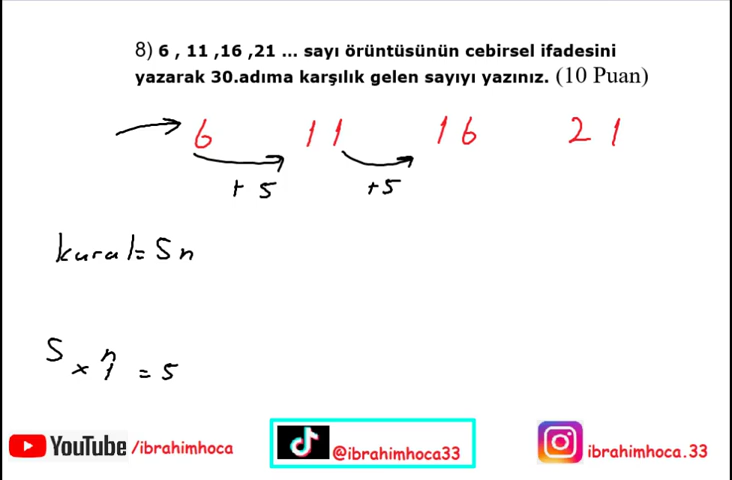 8) 6 , 11 ,16 ,21 ... sayı örüntüsünün cebirsel ifadesini
yazarak 30.adıma karşılık gelen sayıyı yazınız. (10 Puan)
6 11 16 21
+ 5 +5
kural= 5n
5 x n
1 = 5
YouTube /ibrahimhoca
@ibrahimhoca33
ibrahimhoca.33